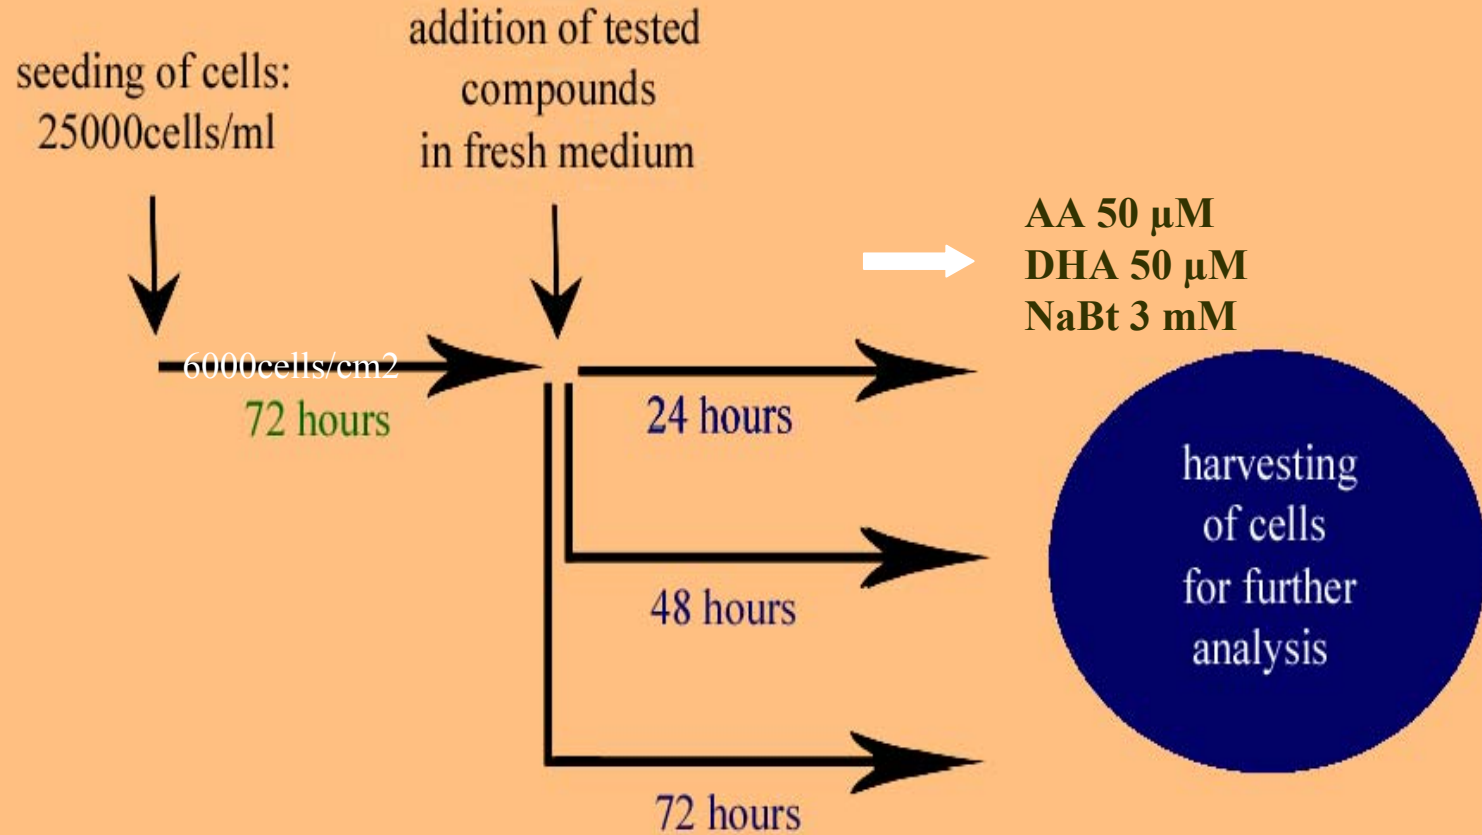 seeding of cells:
25000cells/ml
addition of tested
compounds
in fresh medium
AA 50 µM
DHA 50 µM
NaBt 3 mM
6000cells/cm2
72 hours
24 hours
48 hours
72 hours
harvesting
of cells
for further
analysis